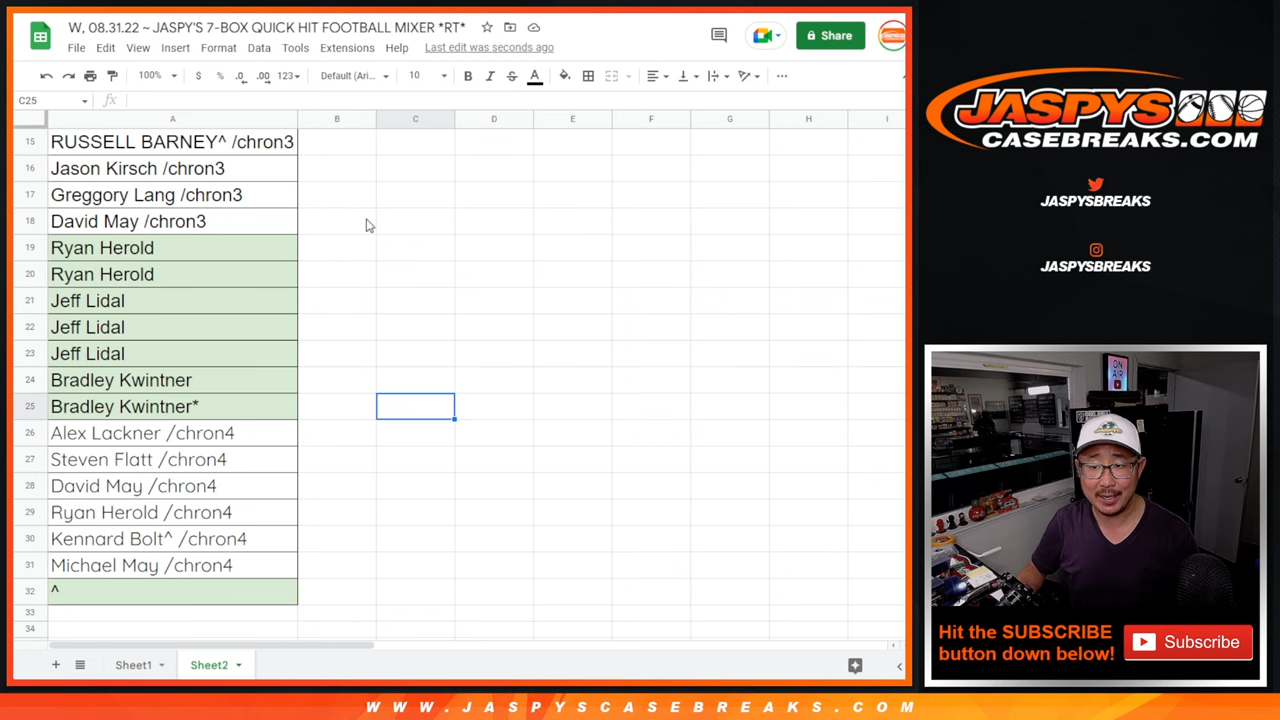 W, 08.31.22 ~ JASPY'S 7-BOX QUICK HIT FOOTBALL MIXER *RT*
File Edit View Insert Format Data Tools Extensions Help Last edit was seconds ago
Share
100% $ % .0 .00 123 Default (Ari... 10 B I S A
C25 fx
A B C D E F G H I
15 RUSSELL BARNEY^ /chron3
16 Jason Kirsch /chron3
17 Greggory Lang /chron3
18 David May /chron3
19 Ryan Herold
20 Ryan Herold
21 Jeff Lidal
22 Jeff Lidal
23 Jeff Lidal
24 Bradley Kwintner
25 Bradley Kwintner*
26 Alex Lackner /chron4
27 Steven Flatt /chron4
28 David May /chron4
29 Ryan Herold /chron4
30 Kennard Bolt^ /chron4
31 Michael May /chron4
32 ^
33
34
Sheet1 Sheet2
JASPYS
CASEBREAKS.COM
JASPYSBREAKS
JASPYSBREAKS
ON AIR
Hit the SUBSCRIBE
button down below!
Subscribe
WWW.JASPYSCASEBREAKS.COM